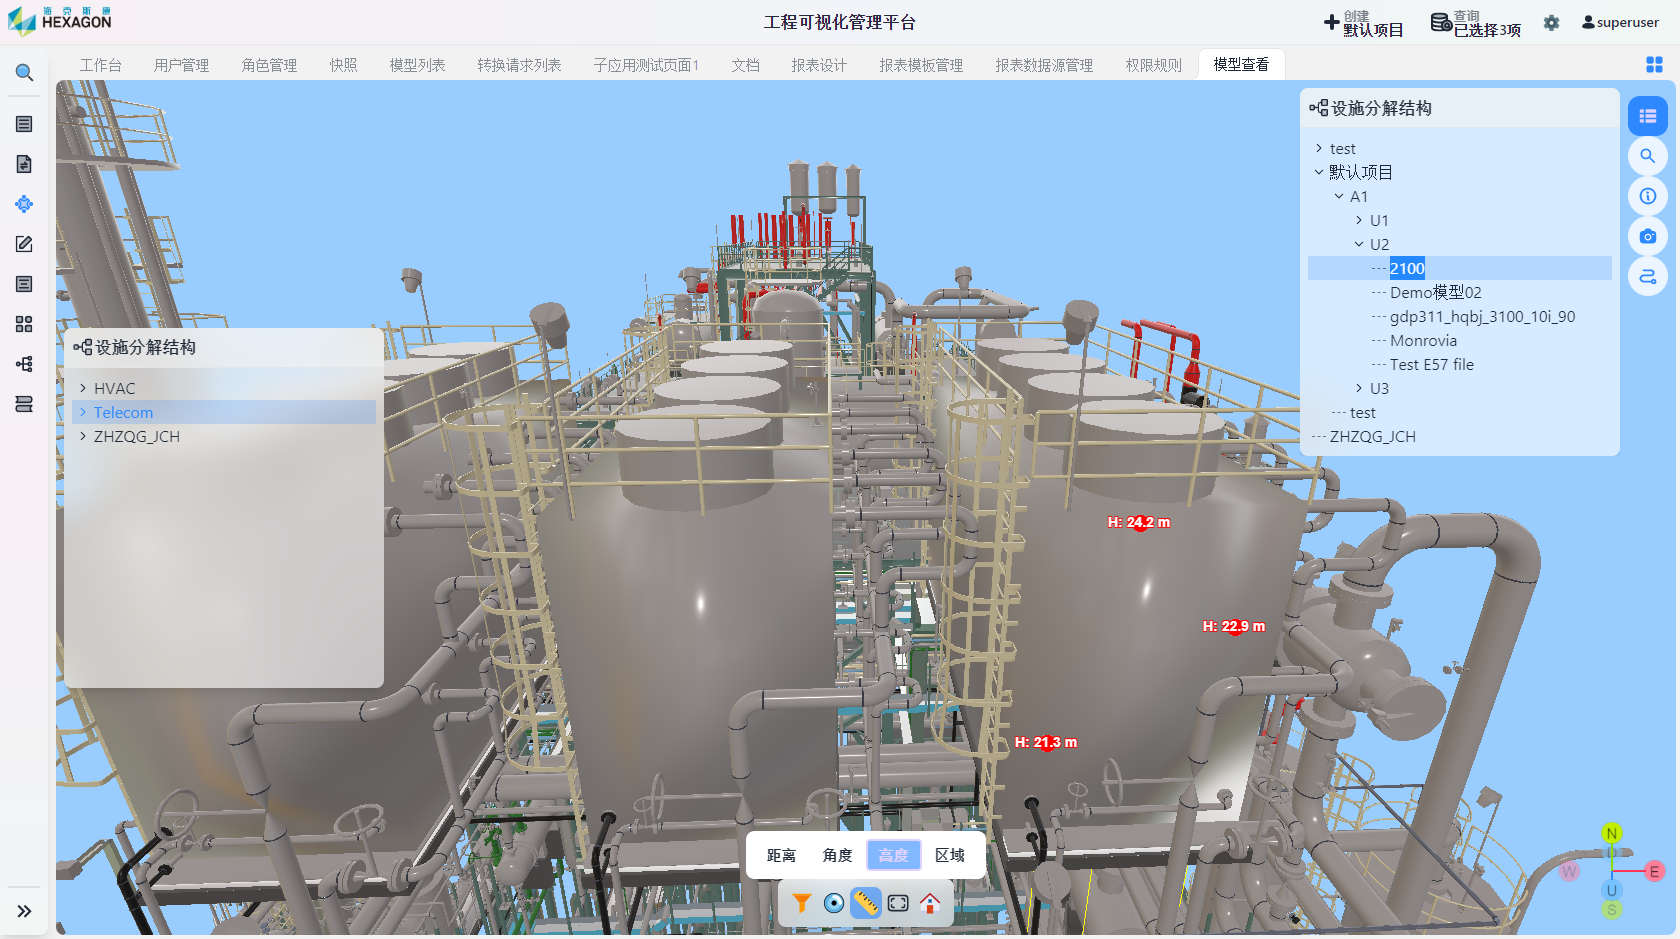 海克斯康
HEXAGON
工程可视化管理平台
创建
默认项目
查询
已选择3项
superuser
工作台
用户管理
角色管理
快照
模型列表
转换请求列表
子应用测试页面1
文档
报表设计
报表模板管理
报表数据源管理
权限规则
模型查看
设施分解结构
test
默认项目
A1
U1
U2
2100
Demo模型02
gdp311_hqbj_3100_10i_90
Monrovia
Test E57 file
U3
test
ZHZQG_JCH
设施分解结构
HVAC
Telecom
ZHZQG_JCH
H: 24.2 m
H: 22.9 m
H: 21.3 m
距离
角度
高度
区域
N
W
E
U
S